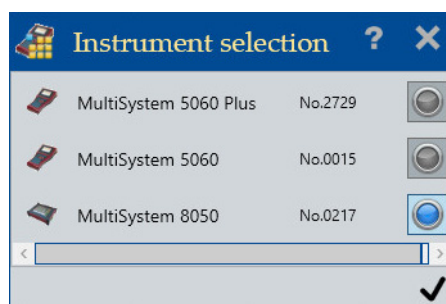 Instrument selection ? ×
MultiSystem 5060 Plus No.2729
MultiSystem 5060 No.0015
MultiSystem 8050 No.0217